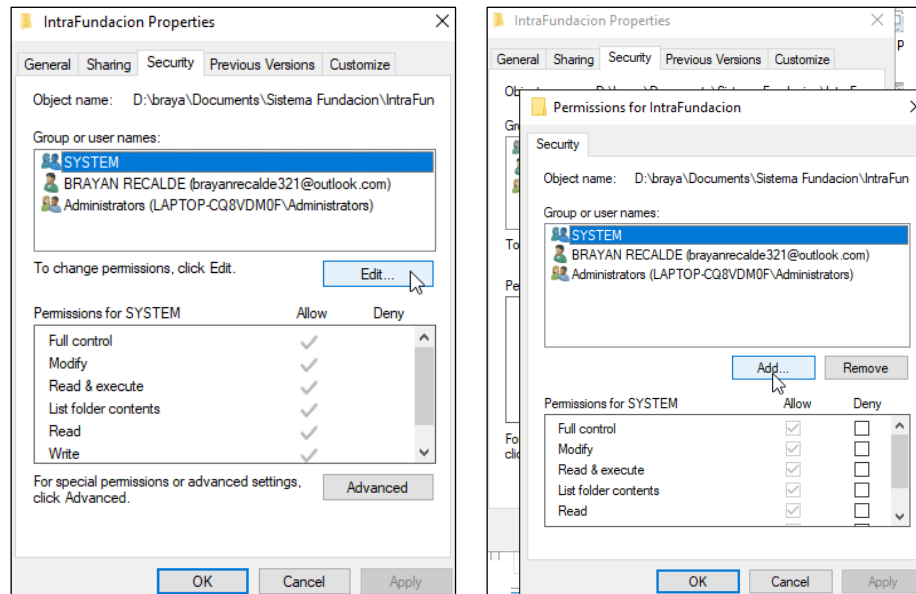 IntraFundacion Properties
General Sharing Security Previous Versions Customize
Object name: D:\braya\Documents\Sistema Fundacion\IntraFun
Group or user names:
SYSTEM
BRAYAN RECALDE (brayanrecalde321@outlook.com)
Administrators (LAPTOP-CQ8VDM0F\Administrators)
To change permissions, click Edit.
Edit...
Permissions for SYSTEM Allow Deny
Full control
Modify
Read & execute
List folder contents
Read
Write
For special permissions or advanced settings,
click Advanced.
Advanced
OK Cancel Apply
IntraFundacion Properties
General Sharing Security Previous Versions Customize
Permissions for IntraFundacion
Security
Object name: D:\braya\Documents\Sistema Fundacion\IntraFun
Group or user names:
SYSTEM
BRAYAN RECALDE (brayanrecalde321@outlook.com)
Administrators (LAPTOP-CQ8VDM0F\Administrators)
Add... Remove
Permissions for SYSTEM Allow Deny
Full control
Modify
Read & execute
List folder contents
Read
OK Cancel Apply